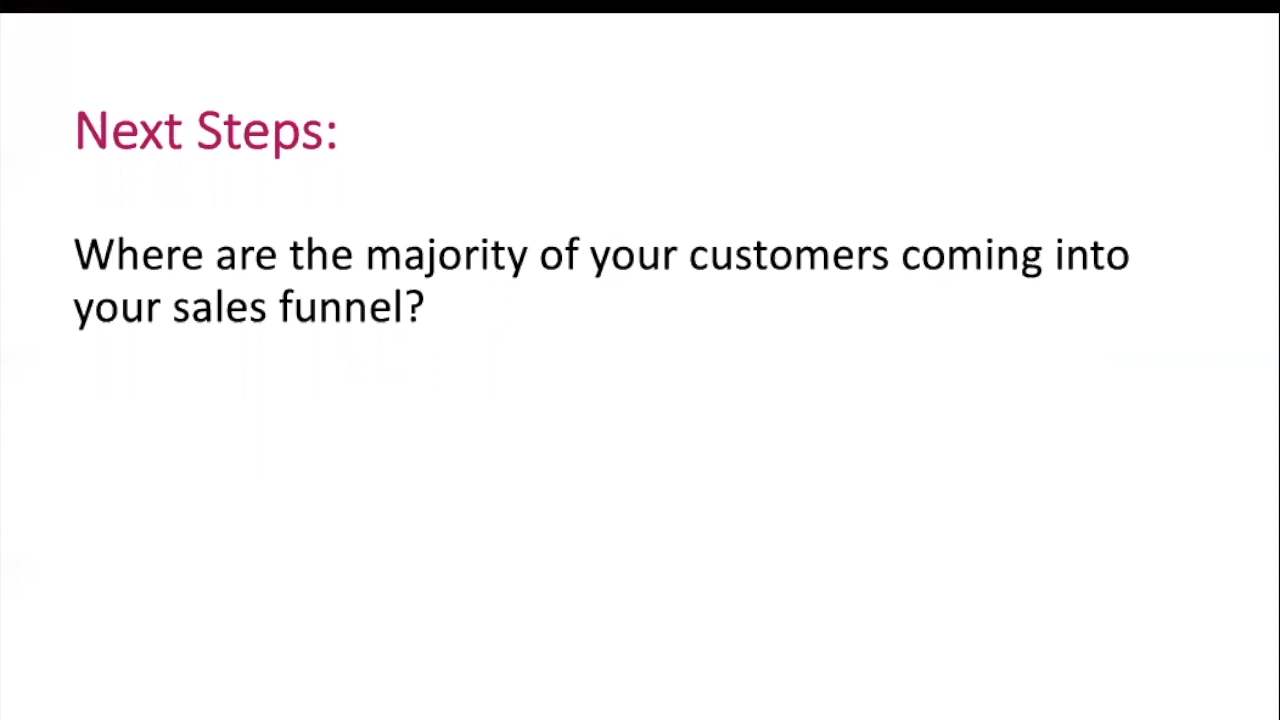 Next Steps:
Where are the majority of your customers coming into
your sales funnel?